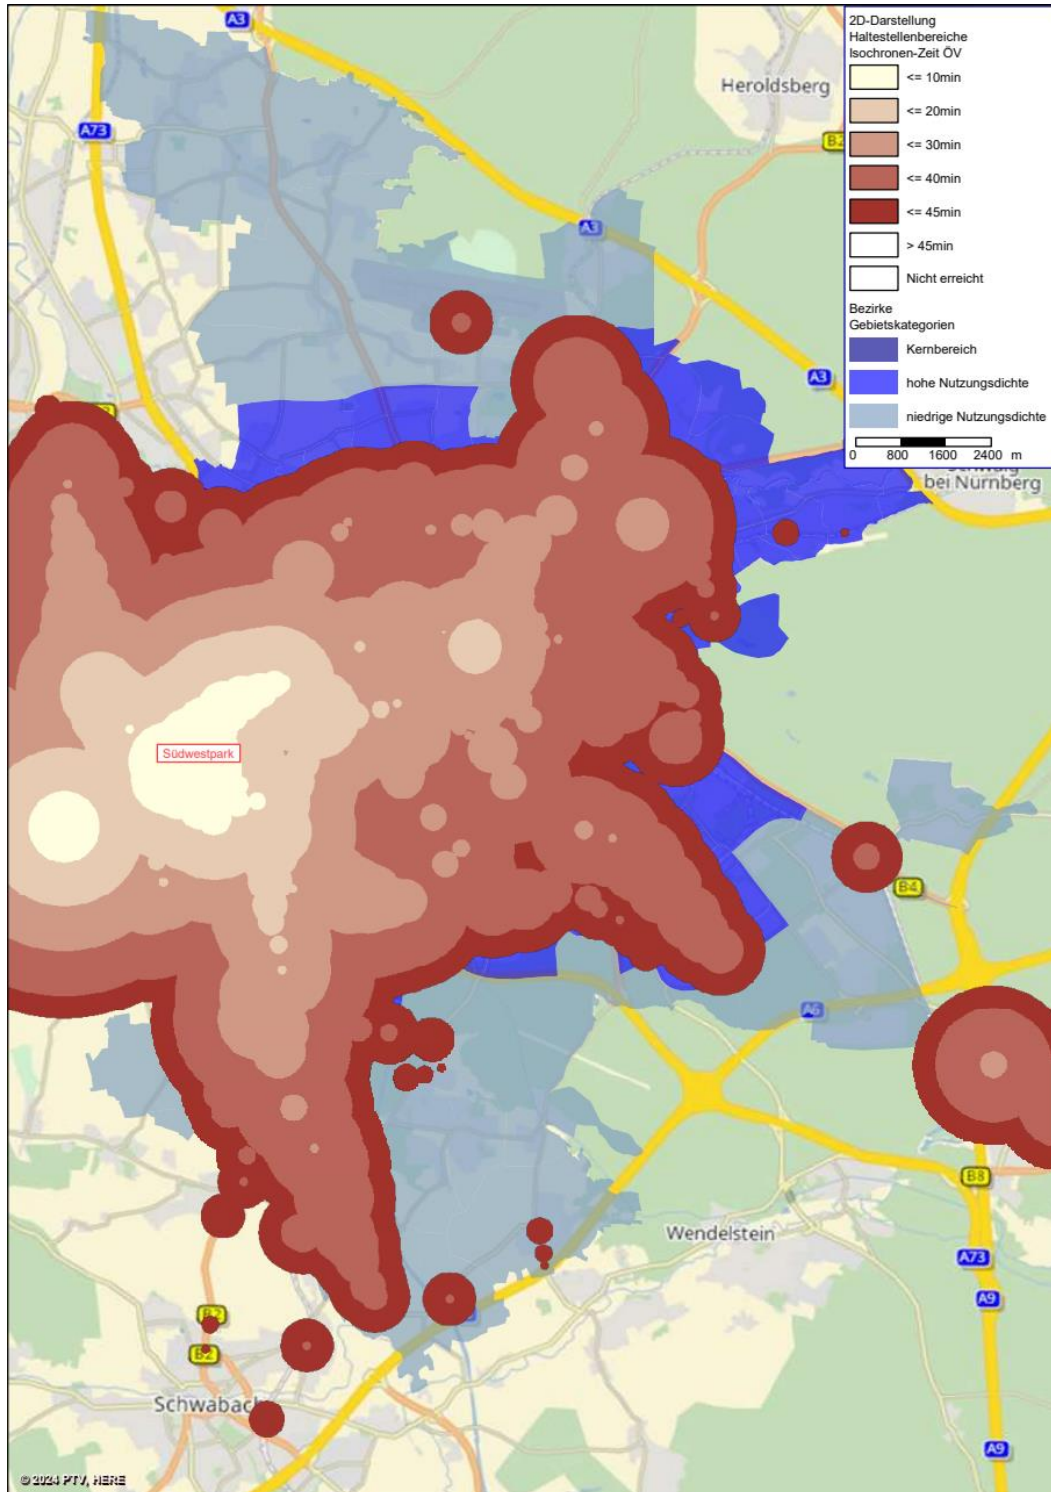 A3
2D-Darstellung
Haltestellenbereiche
Isochronen-Zeit ÖV
<= 10min
<= 20min
<= 30min
<= 40min
<= 45min
> 45min
Nicht erreicht
Bezirke
Gebietskategorien
Kernbereich
hohe Nutzungsdichte
niedrige Nutzungsdichte
0 800 1600 2400 m
Heroldsberg
A73
A3
A3
bei Nürnberg
Südwestpark
B4
A6
B8
Wendelstein
A73
A9
B2
B2
Schwabach
A9
© 2024 PTV, HERE